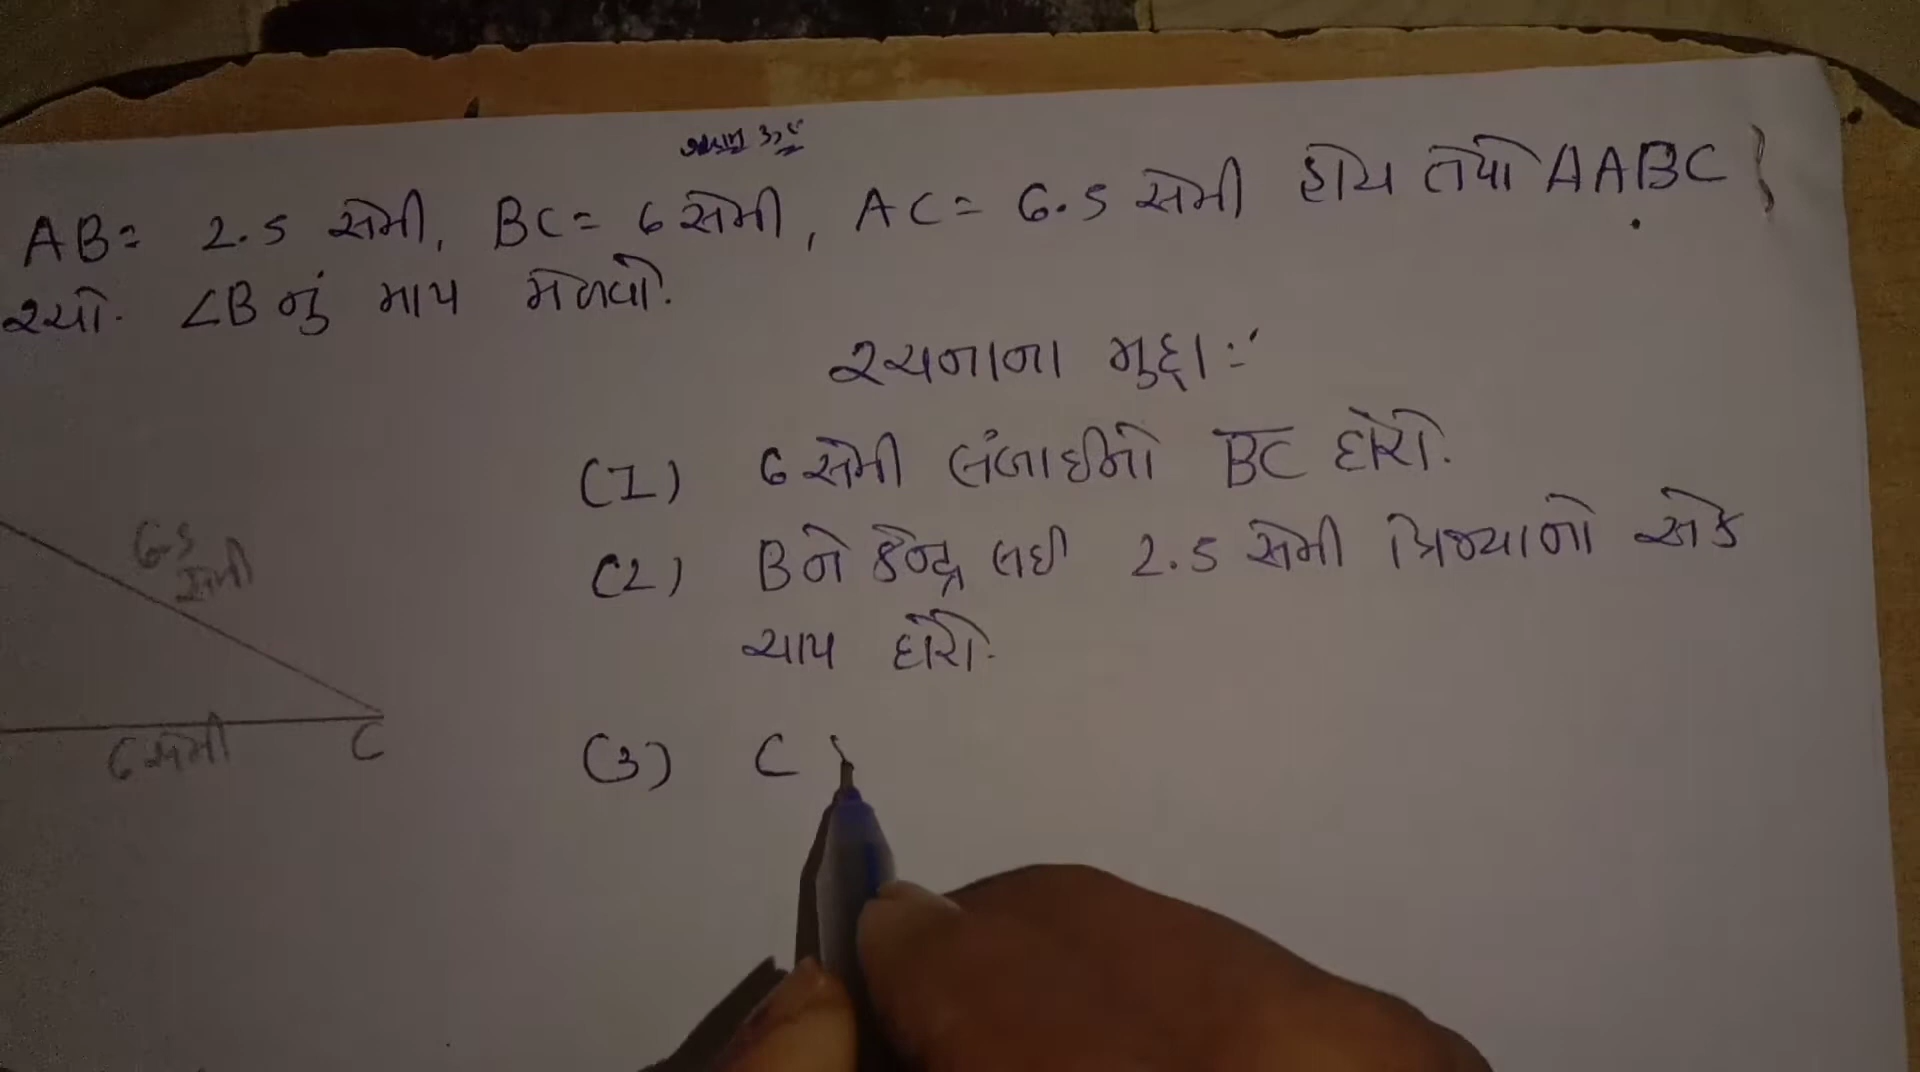 AB= 2.5 સેમી, BC= 6 સેમી, AC= 6.5 સેમી હોય તેવો ΔABC
રચો. ∠B નું માપ મેળવો.
રચનાના મુદ્દા:-
(1) 6 સેમી લંબાઈનો BC દોરો.
(2) B ને કેન્દ્ર લઈ 2.5 સેમી ત્રિજ્યાનો એક
ચાપ દોરો.
(3) C
6.5
સેમી
6 સેમી
C